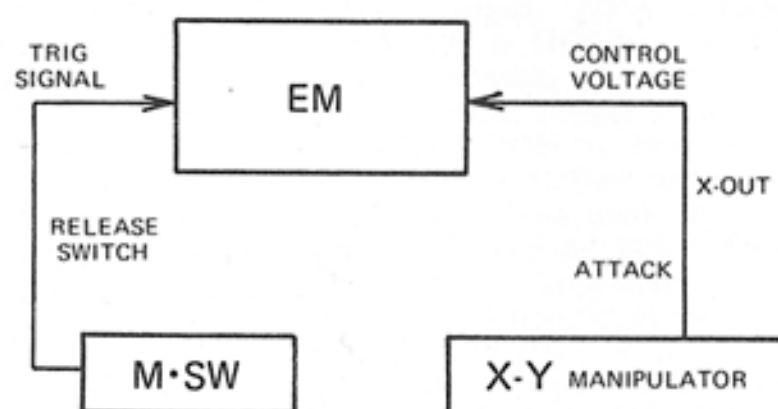 TRIG
SIGNAL
EM
CONTROL
VOLTAGE
X-OUT
RELEASE
SWITCH
ATTACK
M·SW
X-Y MANIPULATOR